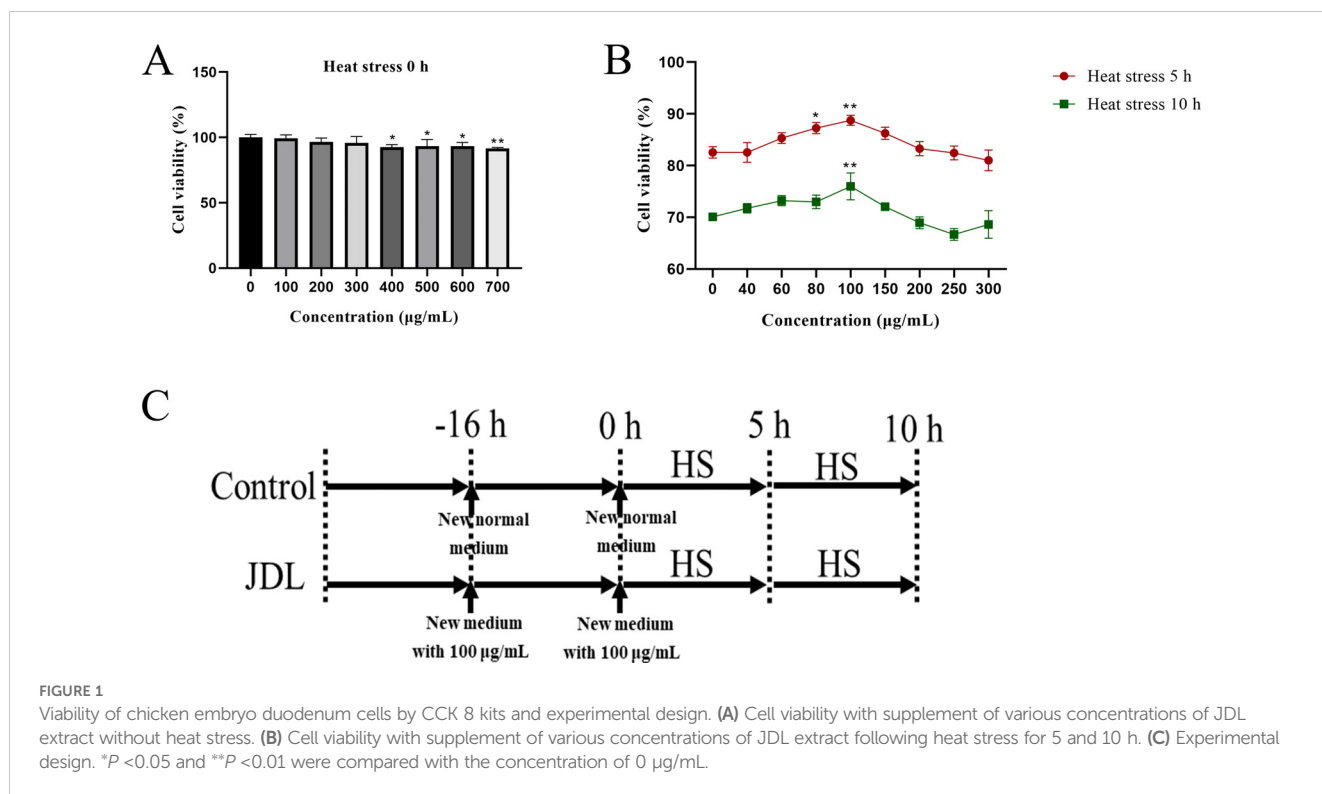 A
Heat stress 0 h
Cell viability (%)
150
100
50
0
* * * **
0 100 200 300 400 500 600 700
Concentration (μg/mL)
B
Cell viability (%)
100
90
80
70
60
* **
**
0 40 60 80 100 150 200 250 300
Concentration (μg/mL)
Heat stress 5 h
Heat stress 10 h
C
-16 h 0 h 5 h 10 h
Control HS HS
New normal
medium
New normal
medium
JDL HS HS
New medium
with 100 μg/mL
New medium
with 100 μg/mL
FIGURE 1
Viability of chicken embryo duodenum cells by CCK 8 kits and experimental design. (A) Cell viability with supplement of various concentrations of JDL
extract without heat stress. (B) Cell viability with supplement of various concentrations of JDL extract following heat stress for 5 and 10 h. (C) Experimental
design. *P <0.05 and **P <0.01 were compared with the concentration of 0 μg/mL.